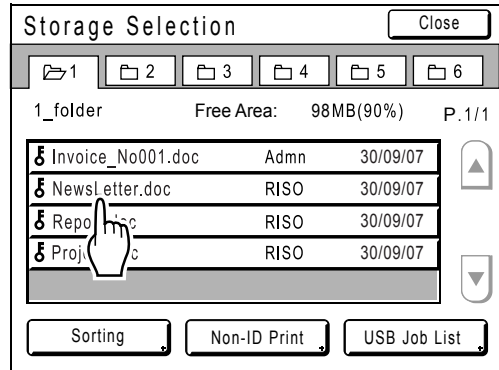 Storage Selection Close
1 2 3 4 5 6
1_folder Free Area: 98MB(90%) P.1/1
Invoice_No001.doc Admn 30/09/07
NewsLetter.doc RISO 30/09/07
RISO 30/09/07
RISO 30/09/07
Sorting Non-ID Print USB Job List